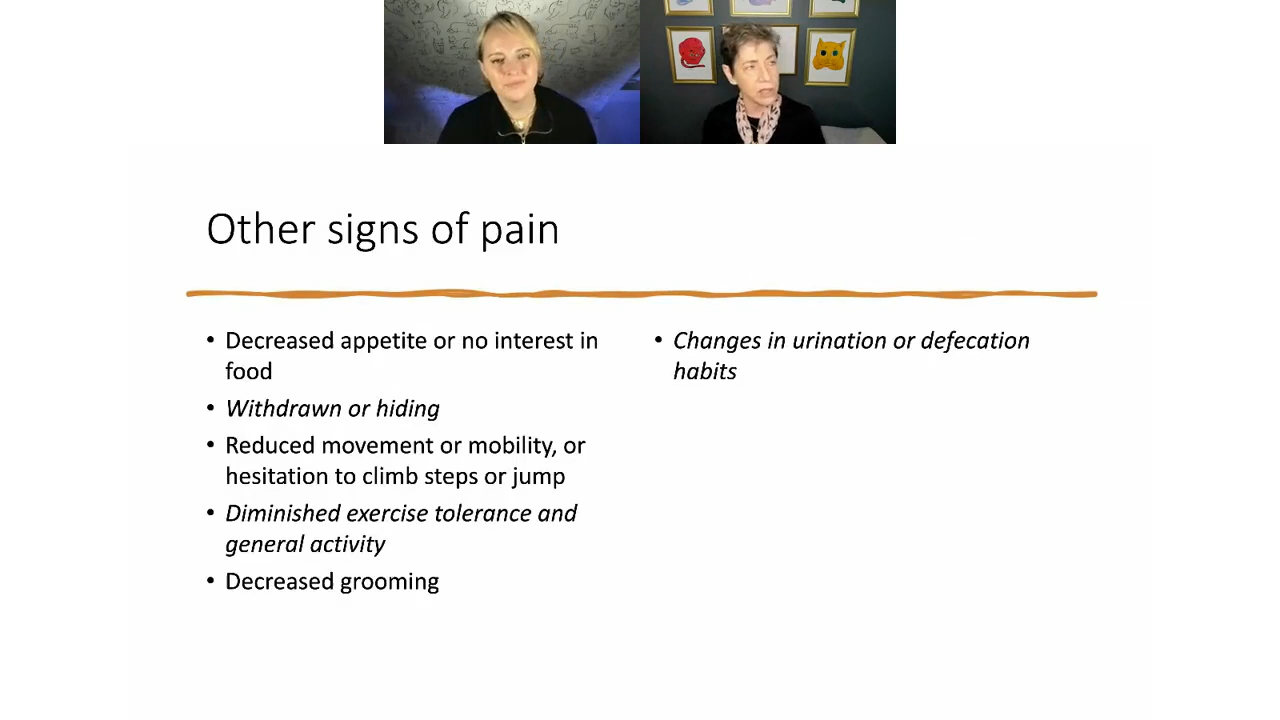 Other signs of pain
• Decreased appetite or no interest in
food
• Withdrawn or hiding
• Reduced movement or mobility, or
hesitation to climb steps or jump
• Diminished exercise tolerance and
general activity
• Decreased grooming
• Changes in urination or defecation
habits